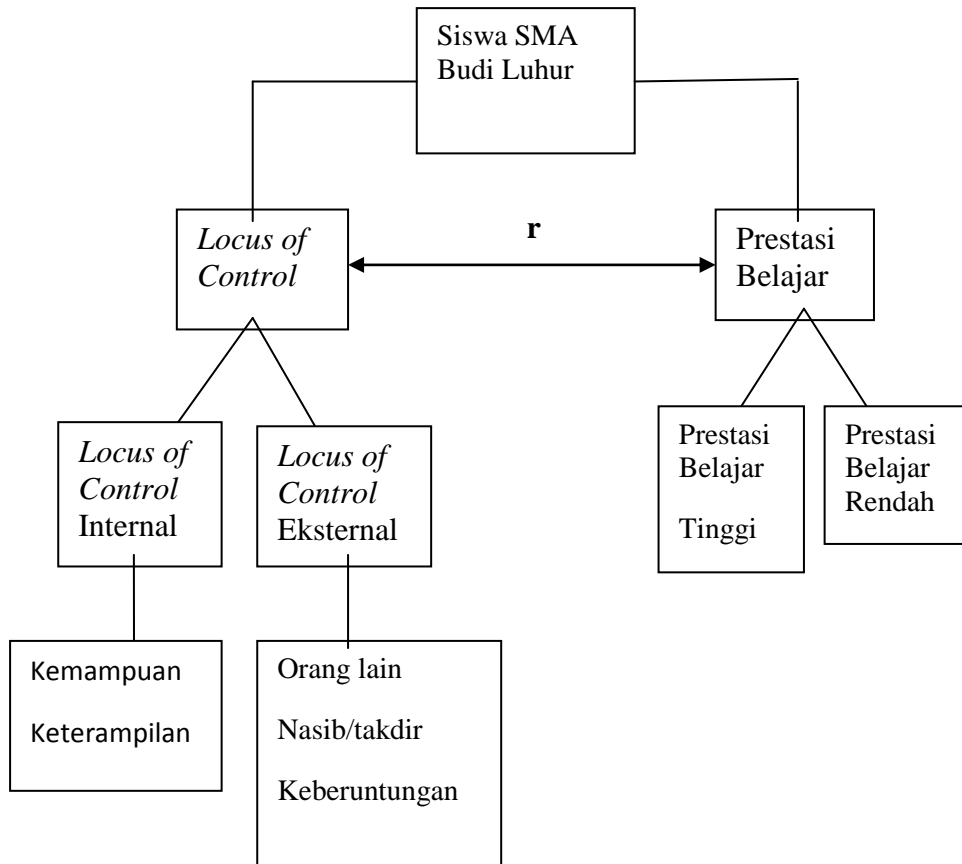 Siswa SMA
Budi Luhur
Locus of
Control
r
Prestasi
Belajar
Locus of
Control
Internal
Locus of
Control
Eksternal
Prestasi
Belajar
Tinggi
Prestasi
Belajar
Rendah
Kemampuan
Keterampilan
Orang lain
Nasib/takdir
Keberuntungan